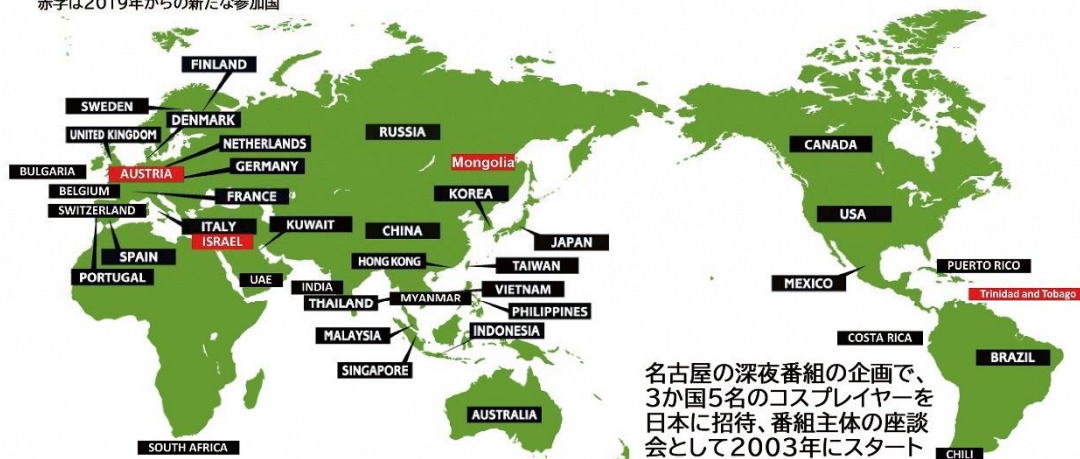 赤字は2019年からの新たな参加国
FINLAND
SWEDEN
DENMARK
UNITED KINGDOM
NETHERLANDS
RUSSIA
CANADA
BULGARIA
AUSTRIA
GERMANY
Mongolia
BELGIUM
FRANCE
KOREA
SWITZERLAND
USA
ITALY
KUWAIT
CHINA
ISRAEL
JAPAN
SPAIN
HONG KONG
TAIWAN
PUERTO RICO
PORTUGAL
UAE
INDIA
VIETNAM
MEXICO
Trinidad and Tobago
THAILAND
MYANMAR
PHILIPPINES
MALAYSIA
INDONESIA
COSTA RICA
SINGAPORE
BRAZIL
名古屋の深夜番組の企画で、
3か国5名のコスプレイヤーを
日本に招待、番組主体の座談
会として2003年にスタート
AUSTRALIA
SOUTH AFRICA
CHILI